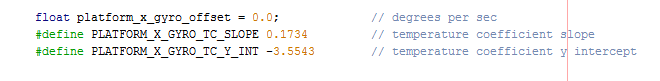 float platform_x_gyro_offset = 0.0; // degrees per sec
#define PLATFORM_X_GYRO_TC_SLOPE 0.1734 // temperature coefficient slope
#define PLATFORM_X_GYRO_TC_Y_INT -3.5543 // temperature coefficient y intercept